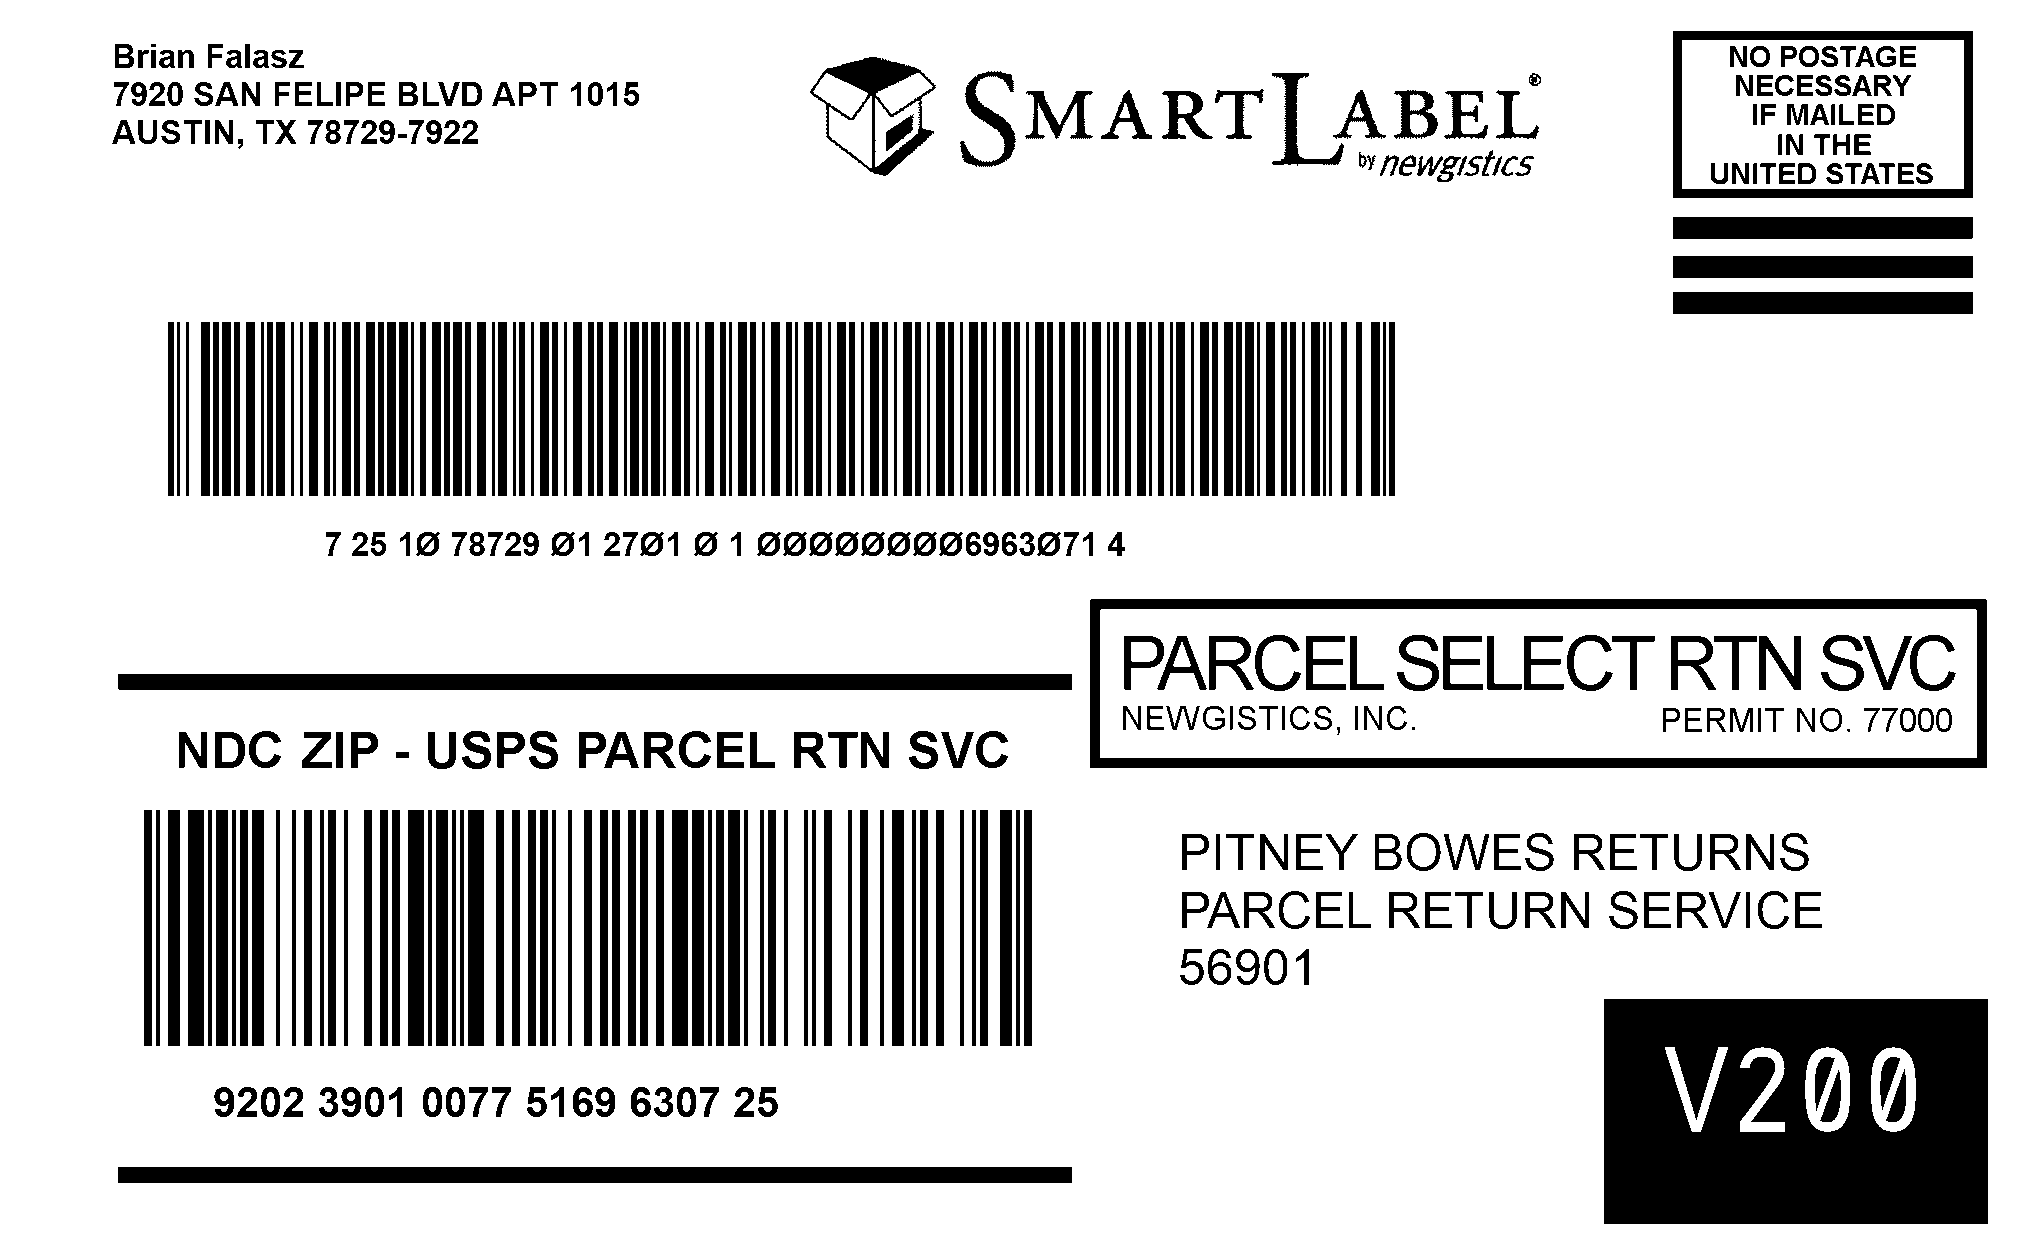 Brian Falasz
7920 SAN FELIPE BLVD APT 1015
AUSTIN, TX 78729-7922
SMARTLABEL®
by newgistics
NO POSTAGE
NECESSARY
IF MAILED
IN THE
UNITED STATES
7 25 1Ø 78729 Ø1 27Ø1 Ø 1 ØØØØØØØØ6963Ø71 4
PARCEL SELECT RTN SVC
NEWGISTICS, INC. PERMIT NO. 77000
NDC ZIP - USPS PARCEL RTN SVC
9202 3901 0077 5169 6307 25
PITNEY BOWES RETURNS
PARCEL RETURN SERVICE
56901
V200